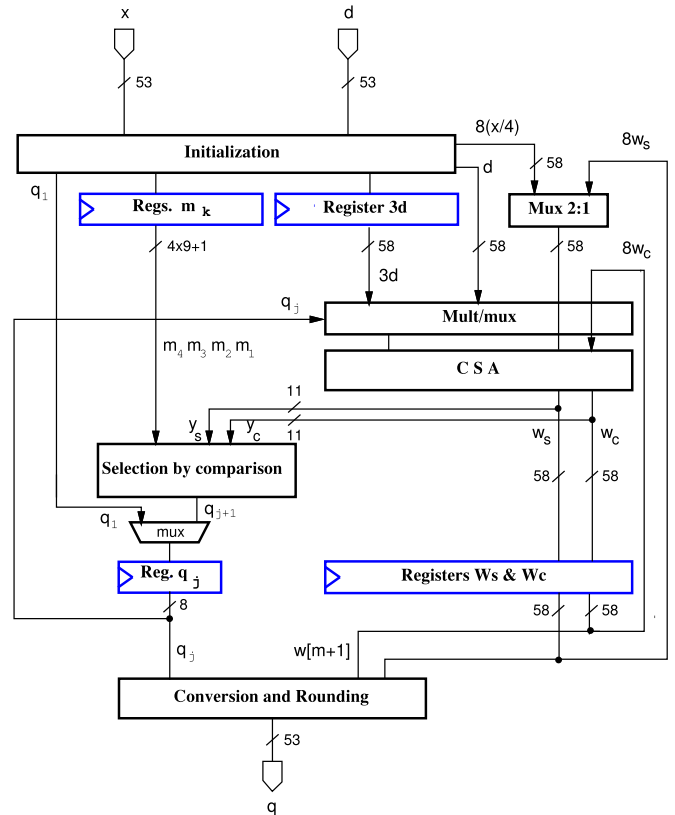 x
d
53
53
8(x/4)
8w_s
Initialization
58
d
q_1
Regs. m_k
Register 3d
Mux 2:1
4x9+1
58
58
58
8w_c
3d
q_j
Mult/mux
m_4 m_3 m_2 m_1
C S A
11
y_s
y_c
11
w_s
w_c
Selection by comparison
58
58
q_1
q_j+1
mux
Reg. q_j
Registers Ws & Wc
8
58
58
q_j
w[m+1]
Conversion and Rounding
53
q